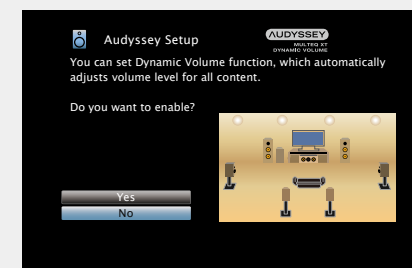 Audyssey Setup
AUDYSSEY
MULTEQ XT
DYNAMIC VOLUME
You can set Dynamic Volume function, which automatically
adjusts volume level for all content.
Do you want to enable?
Yes
No